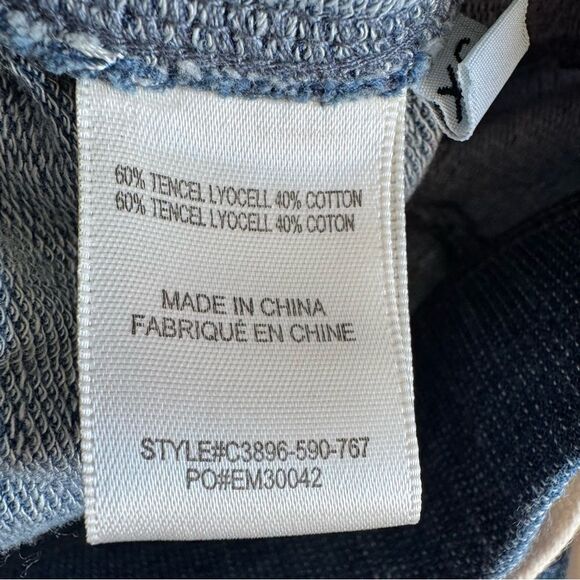 60% TENCEL LYOCELL 40% COTTON
60% TENCEL LYOCELL 40% COTON
MADE IN CHINA
FABRIQUÉ EN CHINE
STYLE#C3896-590-767
PO#EM30042